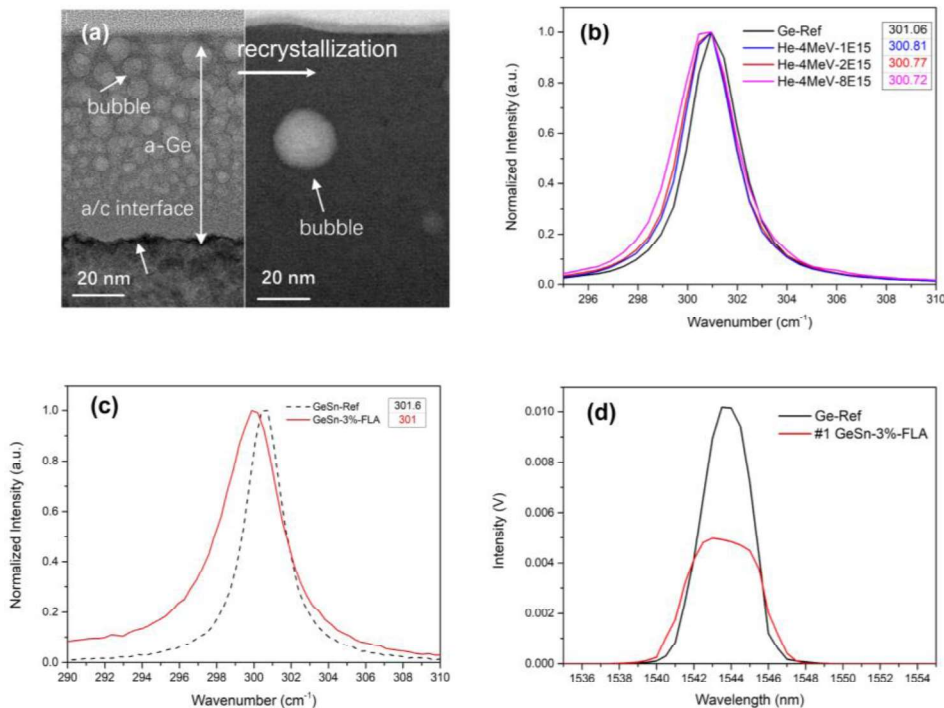 (a)
recrystallization
bubble
a-Ge
a/c interface
bubble
20 nm
20 nm
(b)
Ge-Ref 301.06
He-4MeV-1E15 300.81
He-4MeV-2E15 300.77
He-4MeV-8E15 300.72
Normalized Intensity (a.u.)
1.0
0.8
0.6
0.4
0.2
0.0
296 298 300 302 304 306 308 310
Wavenumber (cm⁻¹)
(c)
GeSn-Ref 301.6
GeSn-3%-FLA 301
Normalized Intensity (a.u.)
1.0
0.8
0.6
0.4
0.2
0.0
290 292 294 296 298 300 302 304 306 308 310
Wavenumber (cm⁻¹)
(d)
Ge-Ref
#1 GeSn-3%-FLA
Intensity (V)
0.010
0.008
0.006
0.004
0.002
0.000
1536 1538 1540 1542 1544 1546 1548 1550 1552 1554
Wavelength (nm)